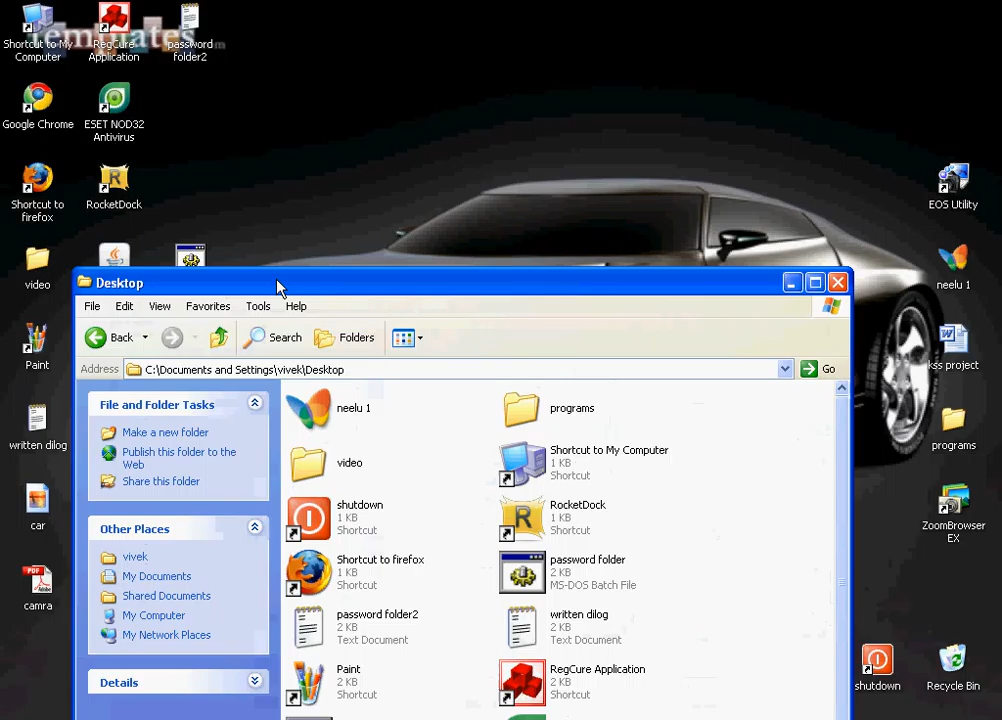 Templates
.com
Shortcut to My
Computer
RegCure
Application
password
folder2
Google Chrome
ESET NOD32
Antivirus
Shortcut to
firefox
RocketDock
EOS Utility
video
neelu 1
Paint
kss project
written dilog
programs
car
ZoomBrowser
EX
camra
shutdown
Recycle Bin
Desktop
File Edit View Favorites Tools Help
Back Search Folders
Address C:\Documents and Settings\vivek\Desktop Go
File and Folder Tasks
Make a new folder
Publish this folder to the
Web
Share this folder
Other Places
vivek
My Documents
Shared Documents
My Computer
My Network Places
Details
neelu 1
programs
video
Shortcut to My Computer
1 KB
Shortcut
shutdown
1 KB
Shortcut
RocketDock
1 KB
Shortcut
Shortcut to firefox
1 KB
Shortcut
password folder
2 KB
MS-DOS Batch File
password folder2
2 KB
Text Document
written dilog
2 KB
Text Document
Paint
2 KB
Shortcut
RegCure Application
2 KB
Shortcut